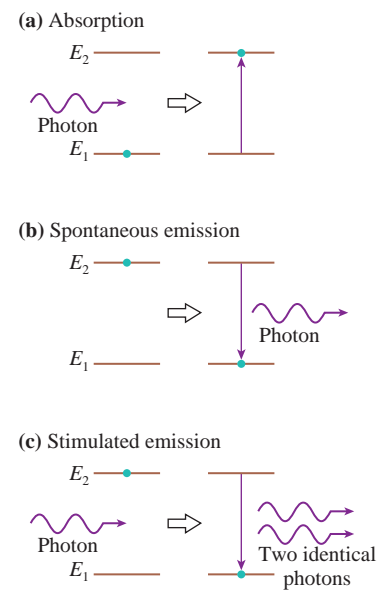 (a) Absorption
E2
Photon
E1
(b) Spontaneous emission
E2
Photon
E1
(c) Stimulated emission
E2
Photon
Two identical
photons
E1